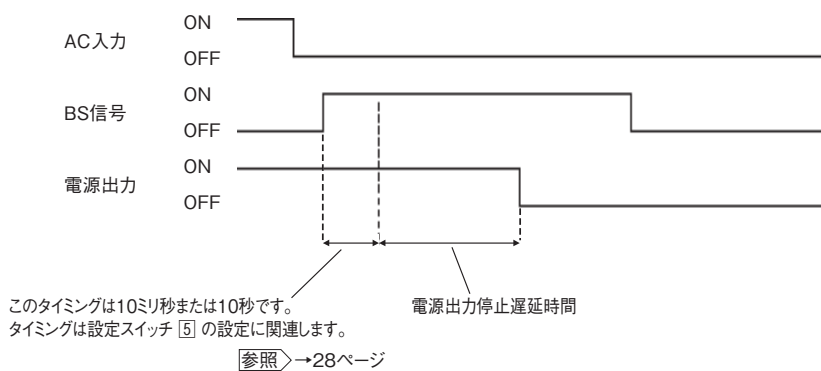 AC入力
ON
OFF
BS信号
ON
OFF
電源出力
ON
OFF
このタイミングは10ミリ秒または10秒です。
タイミングは設定スイッチ 5 の設定に関連します。
参照 →28ページ
電源出力停止遅延時間